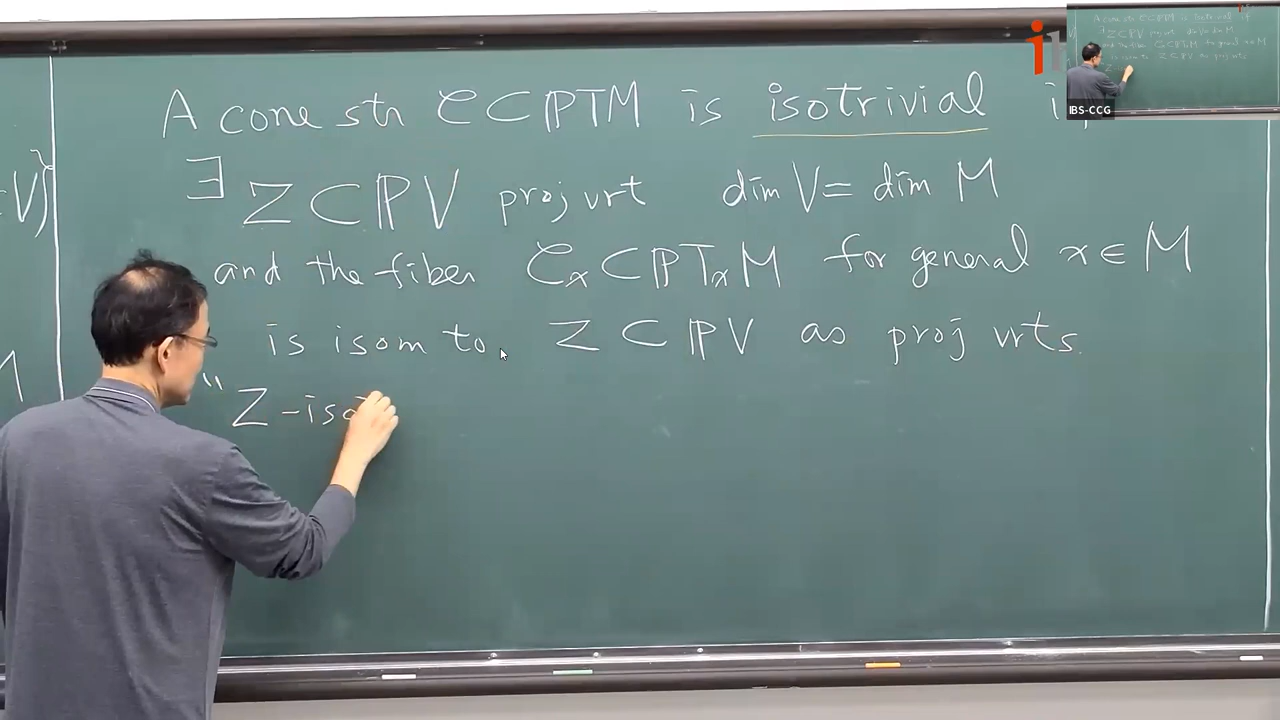 A cone str 𝒞 ⊂ ℙTM is isotrivial
∃ Z ⊂ ℙV proj vrt dim V = dim M
and the fiber 𝒞ₓ ⊂ ℙTₓM for general x ∈ M
is isom to Z ⊂ ℙV as proj vrts.
"Z-iso
IBS-CCG